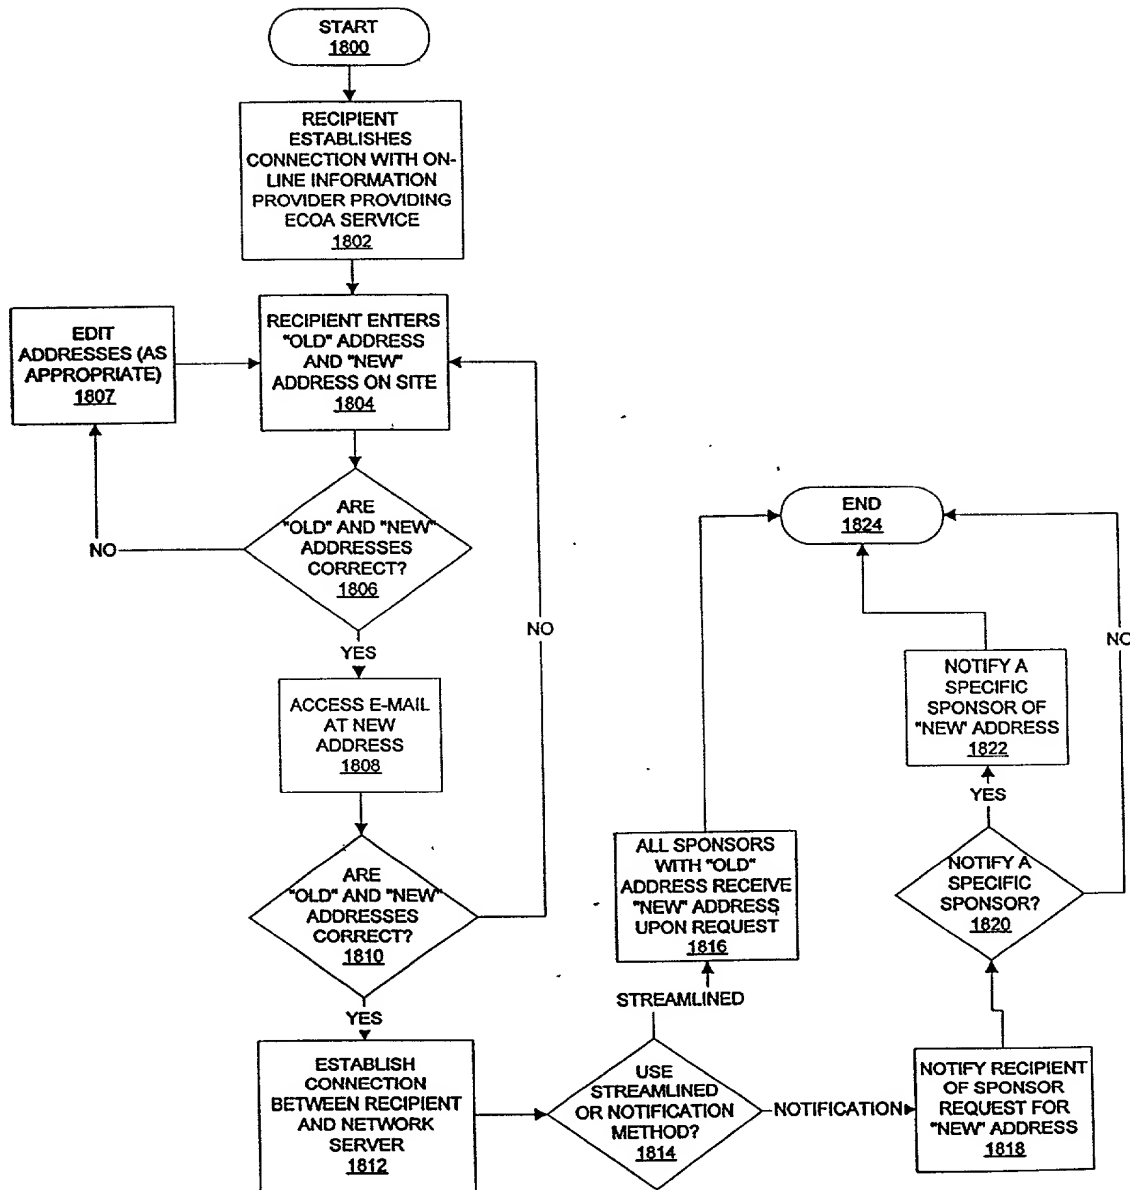 START
1800
RECIPIENT
ESTABLISHES
CONNECTION WITH ON-
LINE INFORMATION
PROVIDER PROVIDING
ECOA SERVICE
1802
RECIPIENT ENTERS
"OLD" ADDRESS
AND "NEW"
ADDRESS ON SITE
1804
EDIT
ADDRESSES (AS
APPROPRIATE)
1807
ARE
"OLD" AND "NEW"
ADDRESSES
CORRECT?
1806
NO
YES
ACCESS E-MAIL
AT NEW
ADDRESS
1808
NO
ARE
"OLD" AND "NEW"
ADDRESSES
CORRECT?
1810
YES
ESTABLISH
CONNECTION
BETWEEN RECIPIENT
AND NETWORK
SERVER
1812
USE
STREAMLINED
OR NOTIFICATION
METHOD?
1814
STREAMLINED
ALL SPONSORS
WITH "OLD"
ADDRESS RECEIVE
"NEW" ADDRESS
UPON REQUEST
1816
NOTIFICATION
NOTIFY RECIPIENT
OF SPONSOR
REQUEST FOR
"NEW" ADDRESS
1818
NOTIFY A
SPECIFIC
SPONSOR?
1820
YES
NO
NOTIFY A
SPECIFIC
SPONSOR OF
"NEW" ADDRESS
1822
END
1824